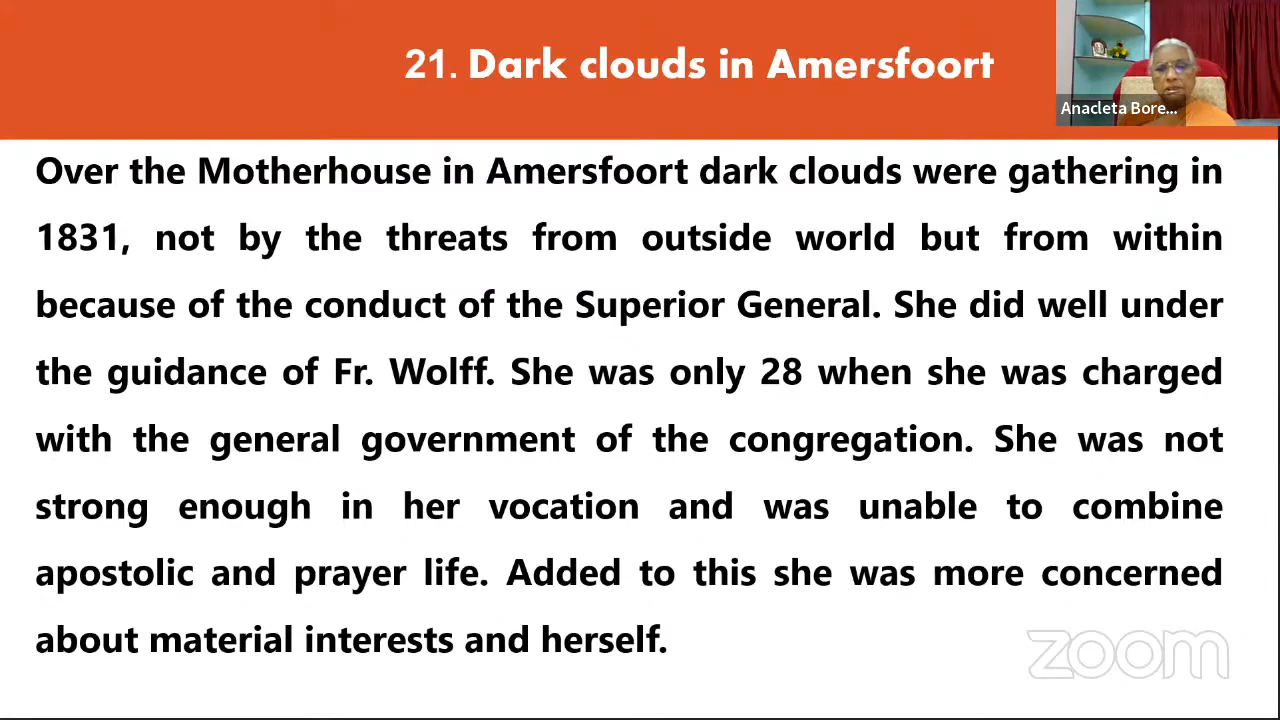 21. Dark clouds in Amersfoort
Anacleta Bore...
Over the Motherhouse in Amersfoort dark clouds were gathering in
1831, not by the threats from outside world but from within
because of the conduct of the Superior General. She did well under
the guidance of Fr. Wolff. She was only 28 when she was charged
with the general government of the congregation. She was not
strong enough in her vocation and was unable to combine
apostolic and prayer life. Added to this she was more concerned
about material interests and herself.
zoom